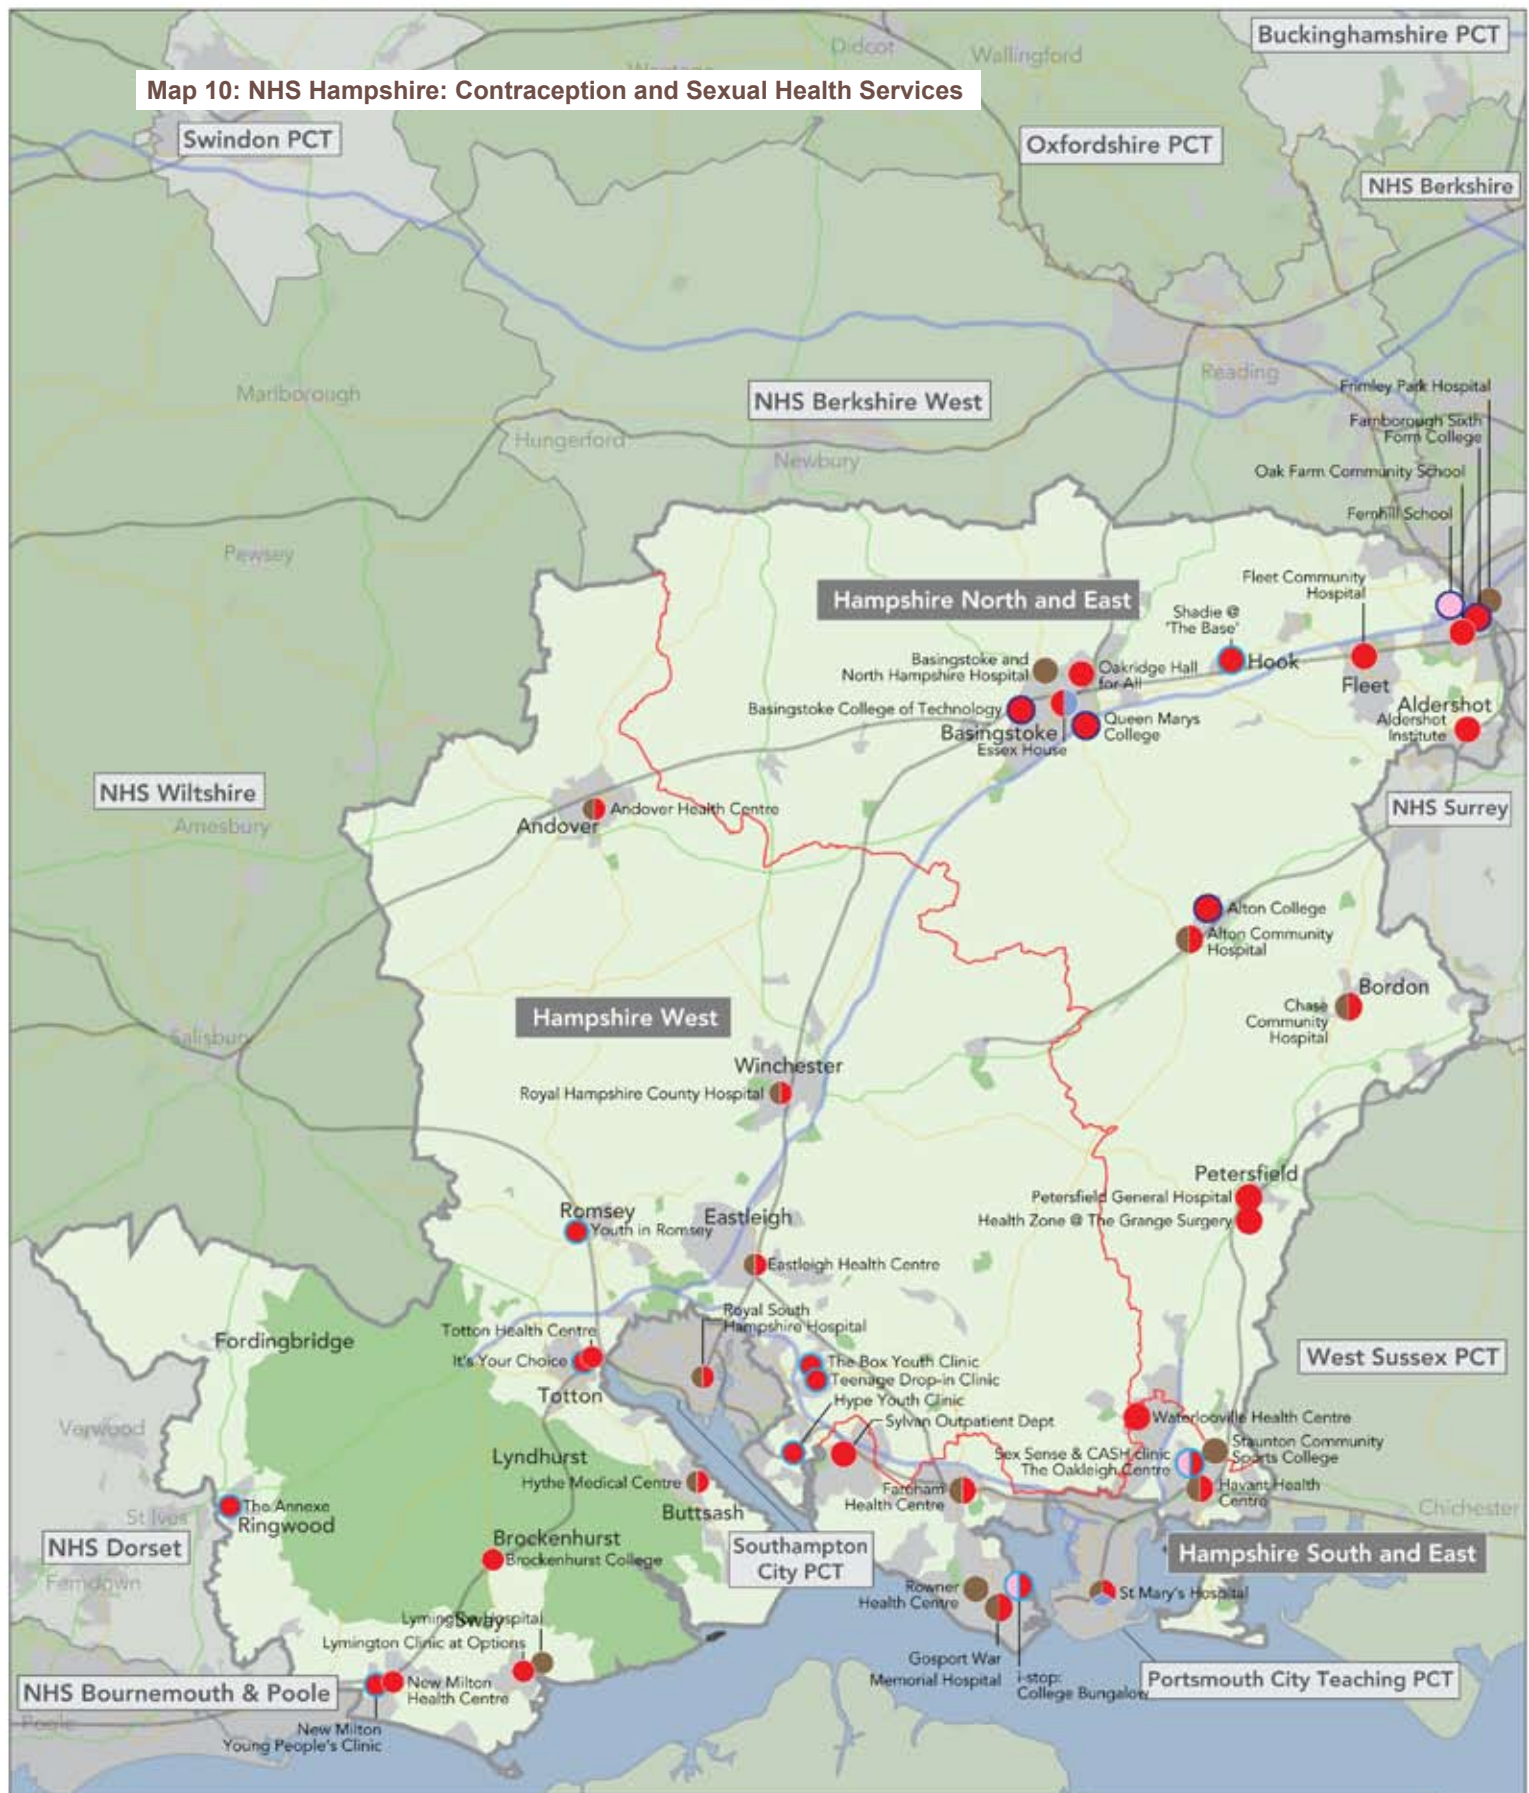 Buckinghamshire PCT
Didcot
Wallingford
Map 10: NHS Hampshire: Contraception and Sexual Health Services
Swindon PCT
Oxfordshire PCT
NHS Berkshire
Reading
Frimley Park Hospital
Marlborough
NHS Berkshire West
Farnborough Sixth
Form College
Hungerford
Newbury
Oak Farm Community School
Fernhill School
Pewsey
Fleet Community
Hospital
Hampshire North and East
Shadie @
'The Base'
Hook
Basingstoke and
North Hampshire Hospital
Oakridge Hall
for All
Fleet
Basingstoke College of Technology
Aldershot
Queen Marys
College
Aldershot
Institute
Basingstoke
Essex House
NHS Wiltshire
NHS Surrey
Amesbury
Andover Health Centre
Andover
Alton College
Alton Community
Hospital
Bordon
Chase
Community
Hospital
Hampshire West
Salisbury
Winchester
Royal Hampshire County Hospital
Petersfield
Petersfield General Hospital
Health Zone @ The Grange Surgery
Romsey
Youth in Romsey
Eastleigh
Eastleigh Health Centre
Royal South
Hampshire Hospital
Fordingbridge
Totton Health Centre
It's Your Choice
Totton
The Box Youth Clinic
Teenage Drop-in Clinic
West Sussex PCT
Hype Youth Clinic
Sylvan Outpatient Dept
Waterlooville Health Centre
Verwood
Lyndhurst
Staunton Community
Sports College
Sex Sense & CASH clinic
The Oakleigh Centre
Hythe Medical Centre
Fareham
Health Centre
Havant Health
Centre
The Annexe
Ringwood
St Ives
Buttsash
Chichester
NHS Dorset
Brockenhurst
Brockenhurst College
Southampton
City PCT
Hampshire South and East
Ferndown
Rowner
Health Centre
St Mary's Hospital
Lymington Hospital
Sway
Lymington Clinic at Options
Gosport War
Memorial Hospital
i-stop:
College Bungalow
Portsmouth City Teaching PCT
NHS Bournemouth & Poole
New Milton
Health Centre
Poole
New Milton
Young People's Clinic